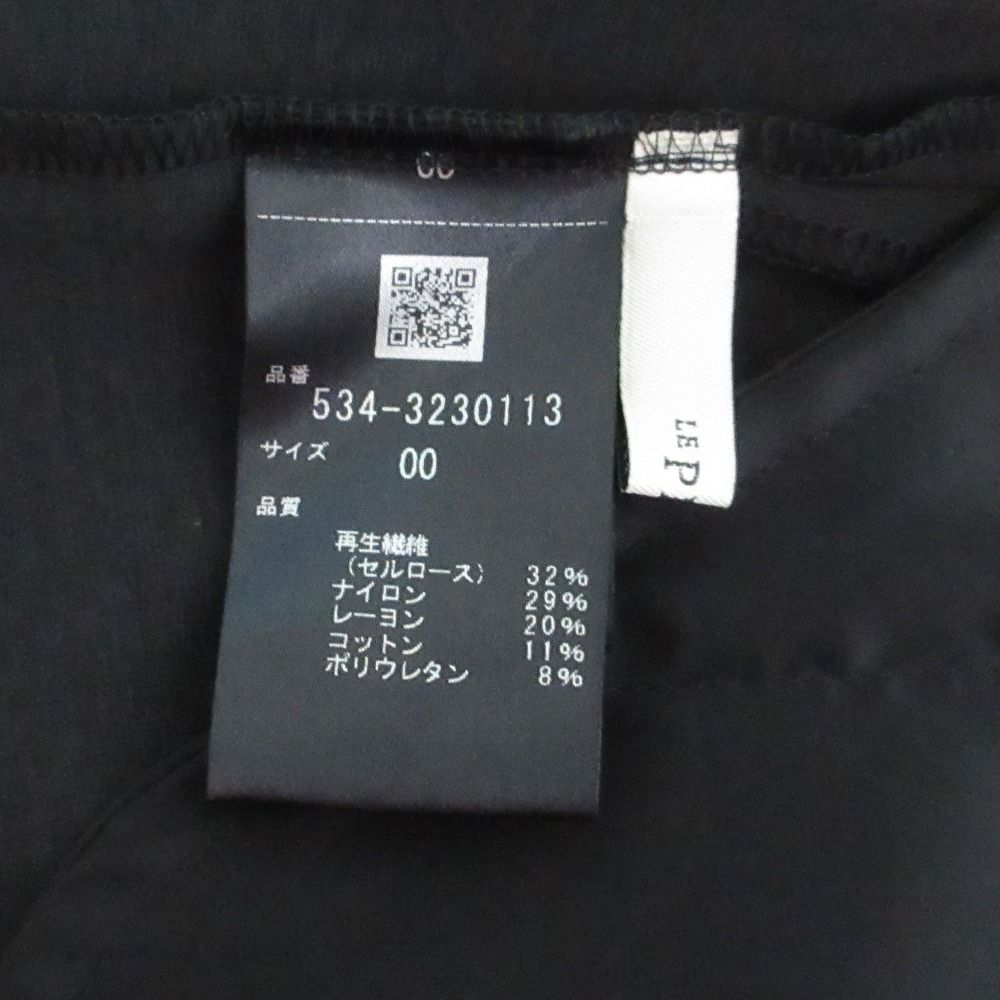 品番
534-3230113
サイズ
00
品質
再生繊維
(セルロース) 32%
ナイロン 29%
レーヨン 20%
コットン 11%
ポリウレタン 8%
LE